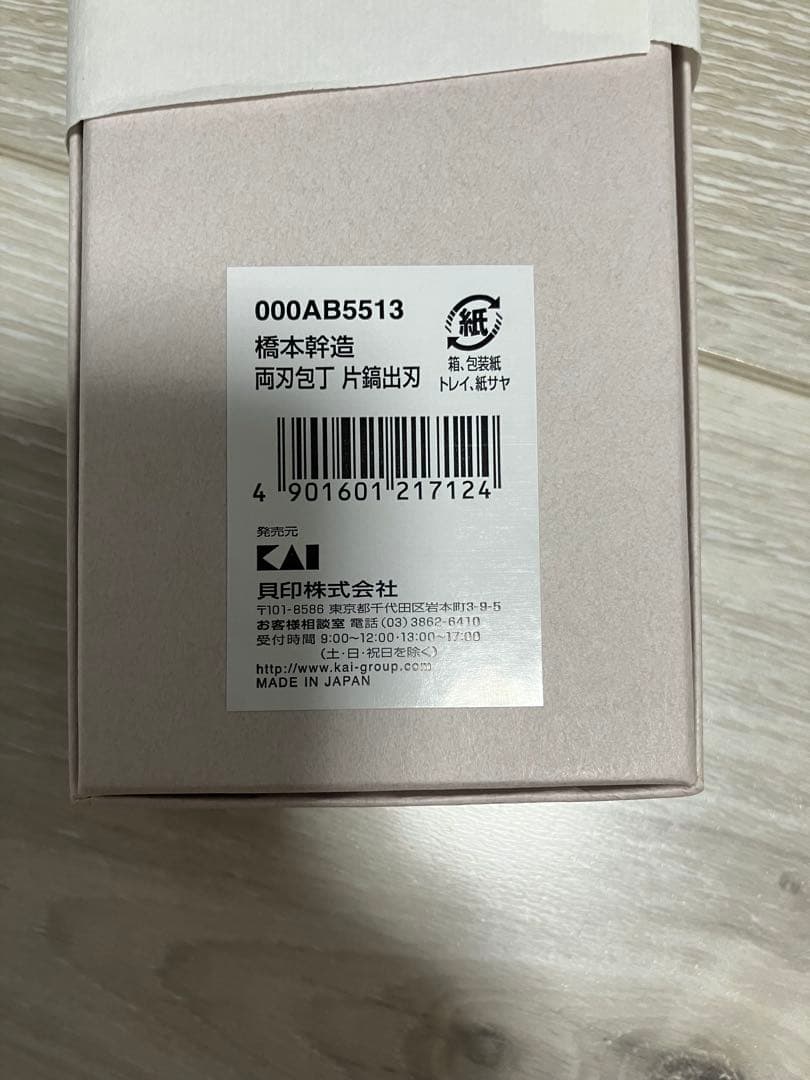 000AB5513
橋本幹造
両刃包丁 片鎬出刃
紙
箱、包装紙
トレイ、紙サヤ
4 901601 217124
発売元
KAI
貝印株式会社
〒101-8586 東京都千代田区岩本町3-9-5
お客様相談室 電話(03)3862-6410
受付時間 9:00〜12:00・13:00〜17:00
(土・日・祝日を除く)
http://www.kai-group.com
MADE IN JAPAN